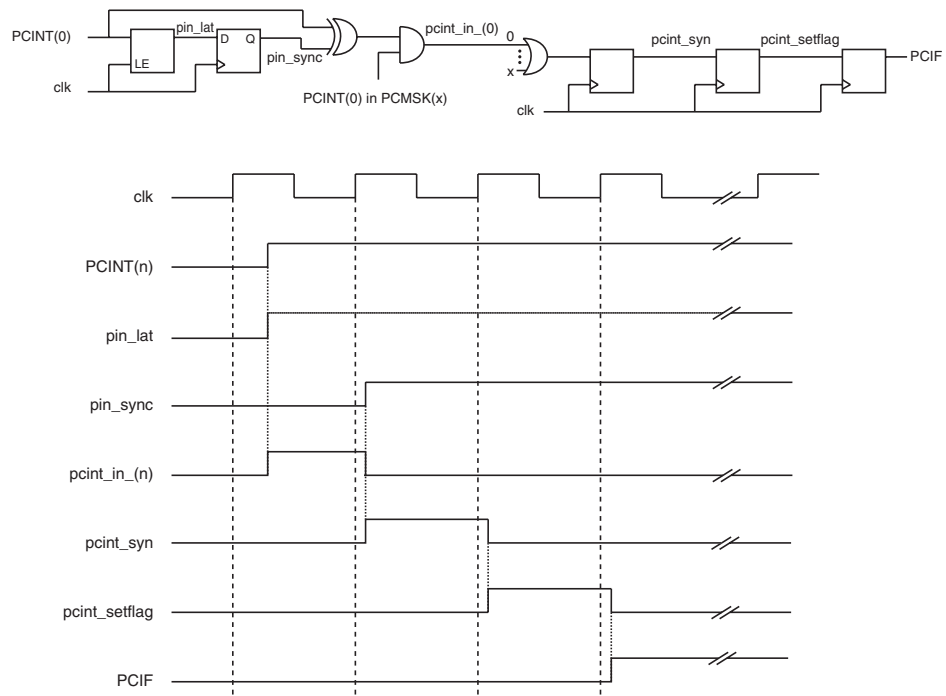 PCINT(0)
pin_lat
LE
D Q
pin_sync
clk
PCINT(0) in PCMSK(x)
pcint_in_(0)
0
x
clk
pcint_syn
pcint_setflag
PCIF
clk
PCINT(n)
pin_lat
pin_sync
pcint_in_(n)
pcint_syn
pcint_setflag
PCIF